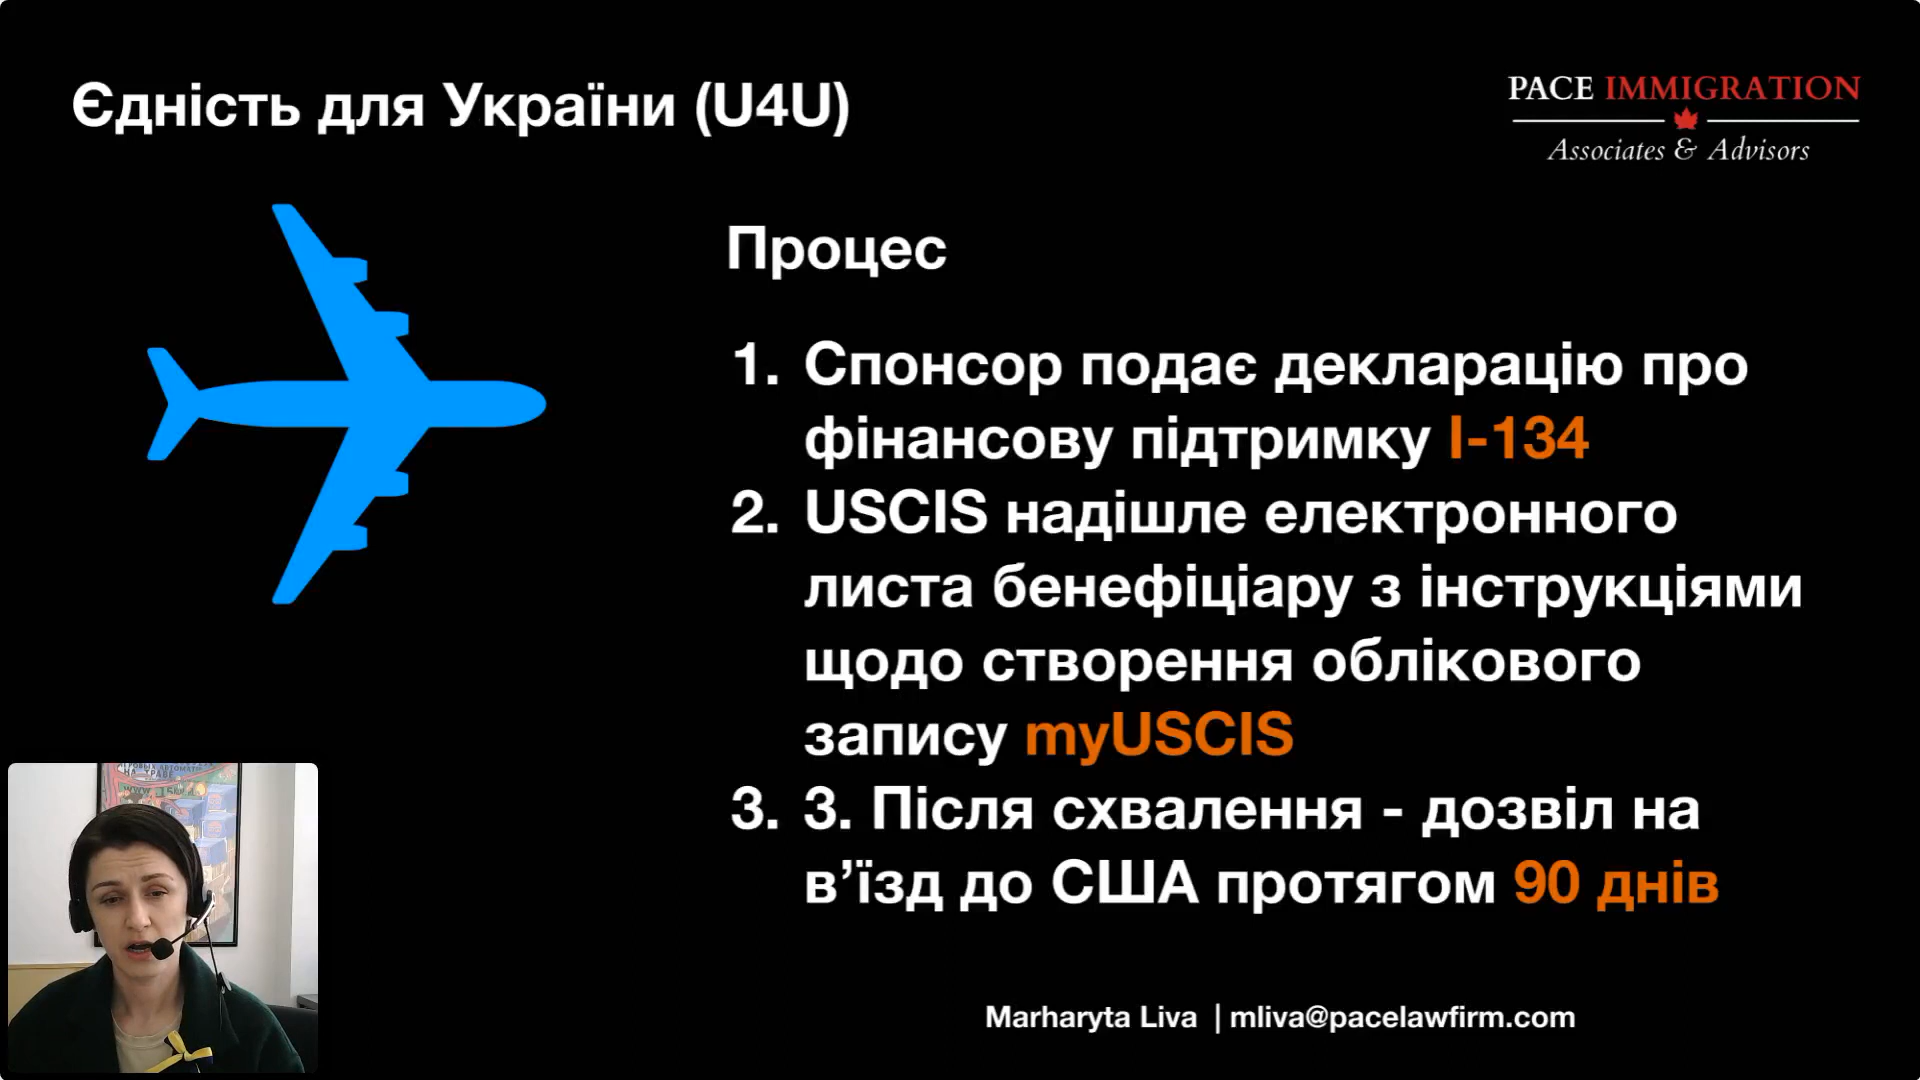 Єдність для України (U4U)
PACE IMMIGRATION
Associates & Advisors
Процес
1. Спонсор подає декларацію про
фінансову підтримку I-134
2. USCIS надішле електронного
листа бенефіціару з інструкціями
щодо створення облікового
запису myUSCIS
3. 3. Після схвалення - дозвіл на
в’їзд до США протягом 90 днів
НА ТРАВЕ
Marharyta Liva | mliva@pacelawfirm.com